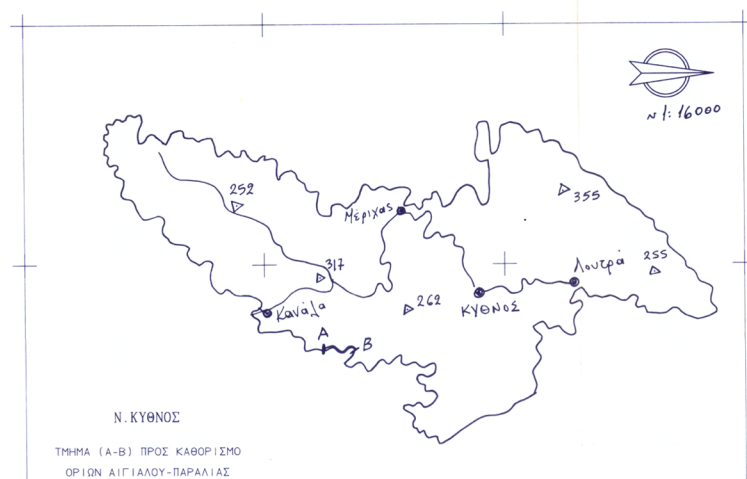 ~ 1:16000
252
Μέριχας
355
317
Λουτρά
255
262
Κανάλα
ΚΥΘΝΟΣ
A
B
Ν.ΚΥΘΝΟΣ
ΤΜΗΜΑ (Α-Β) ΠΡΟΣ ΚΑΘΟΡΙΣΜΟ
ΟΡΙΩΝ ΑΙΓΙΑΛΟΥ-ΠΑΡΑΛΙΑΣ